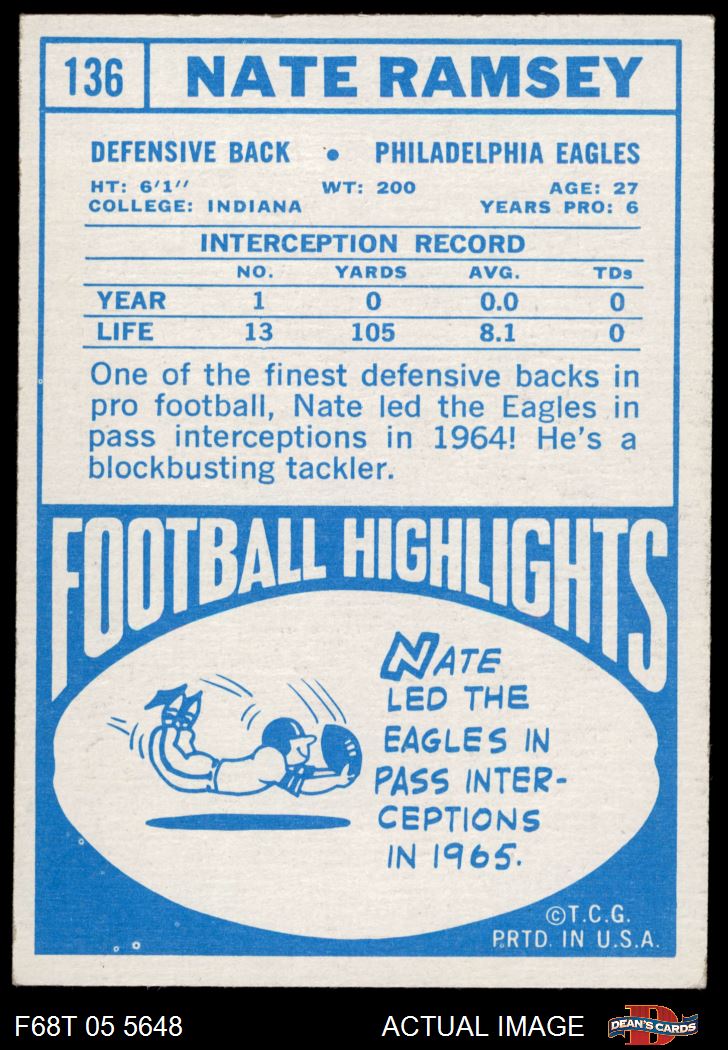 136 NATE RAMSEY
DEFENSIVE BACK • PHILADELPHIA EAGLES
HT: 6'1" WT: 200 AGE: 27
COLLEGE: INDIANA YEARS PRO: 6
INTERCEPTION RECORD
NO. YARDS AVG. TDs
YEAR 1 0 0.0 0
LIFE 13 105 8.1 0
One of the finest defensive backs in
pro football, Nate led the Eagles in
pass interceptions in 1964! He's a
blockbusting tackler.
FOOTBALL HIGHLIGHTS
NATE
LED THE
EAGLES IN
PASS INTER-
CEPTIONS
IN 1965.
©T.C.G.
PRTD. IN U.S.A.
F68T 05 5648 ACTUAL IMAGE D DEAN'S CARDS